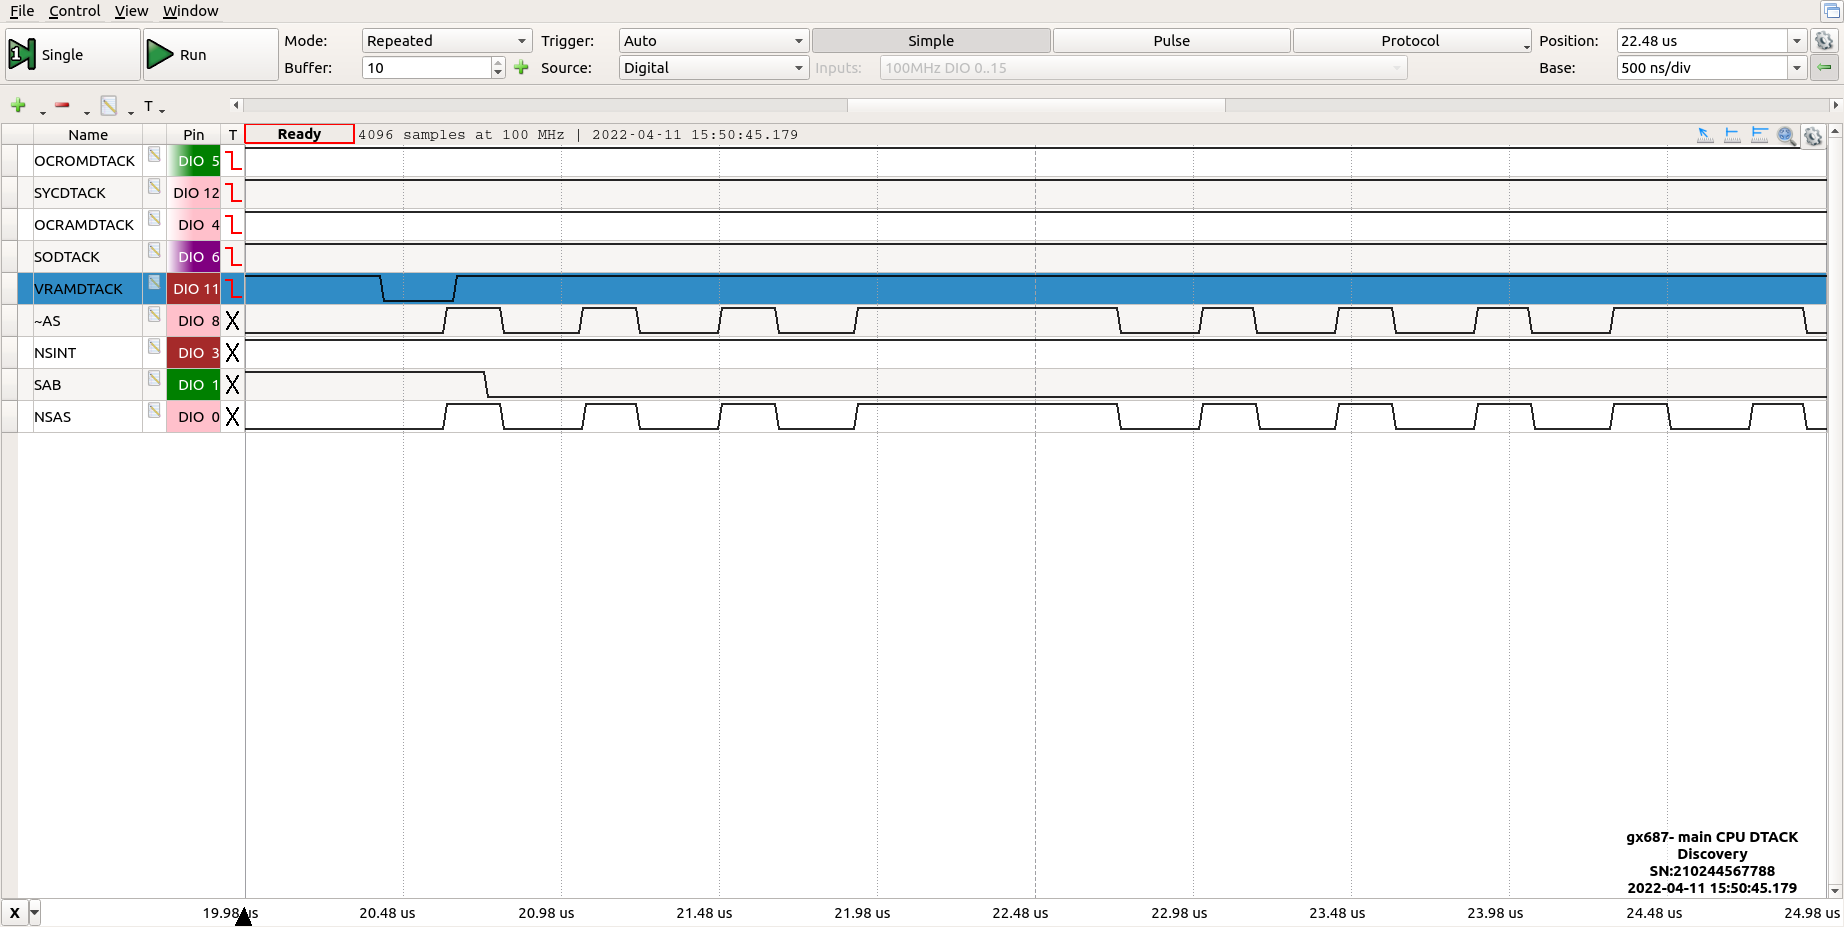 File Control View Window
Single Run Mode: Repeated Trigger: Auto Simple Pulse Protocol Position: 22.48 us
Buffer: 10 Source: Digital Inputs: 100MHz DIO 0..15 Base: 500 ns/div
T
Name Pin T Ready 4096 samples at 100 MHz | 2022-04-11 15:50:45.179
OCROMDTACK DIO 5
SYCDTACK DIO 12
OCRAMDTACK DIO 4
SODTACK DIO 6
VRAMDTACK DIO 11
~AS DIO 8 X
NSINT DIO 3 X
SAB DIO 1 X
NSAS DIO 0 X
gx687- main CPU DTACK
Discovery
SN:210244567788
2022-04-11 15:50:45.179
X 19.98 us 20.48 us 20.98 us 21.48 us 21.98 us 22.48 us 22.98 us 23.48 us 23.98 us 24.48 us 24.98 us